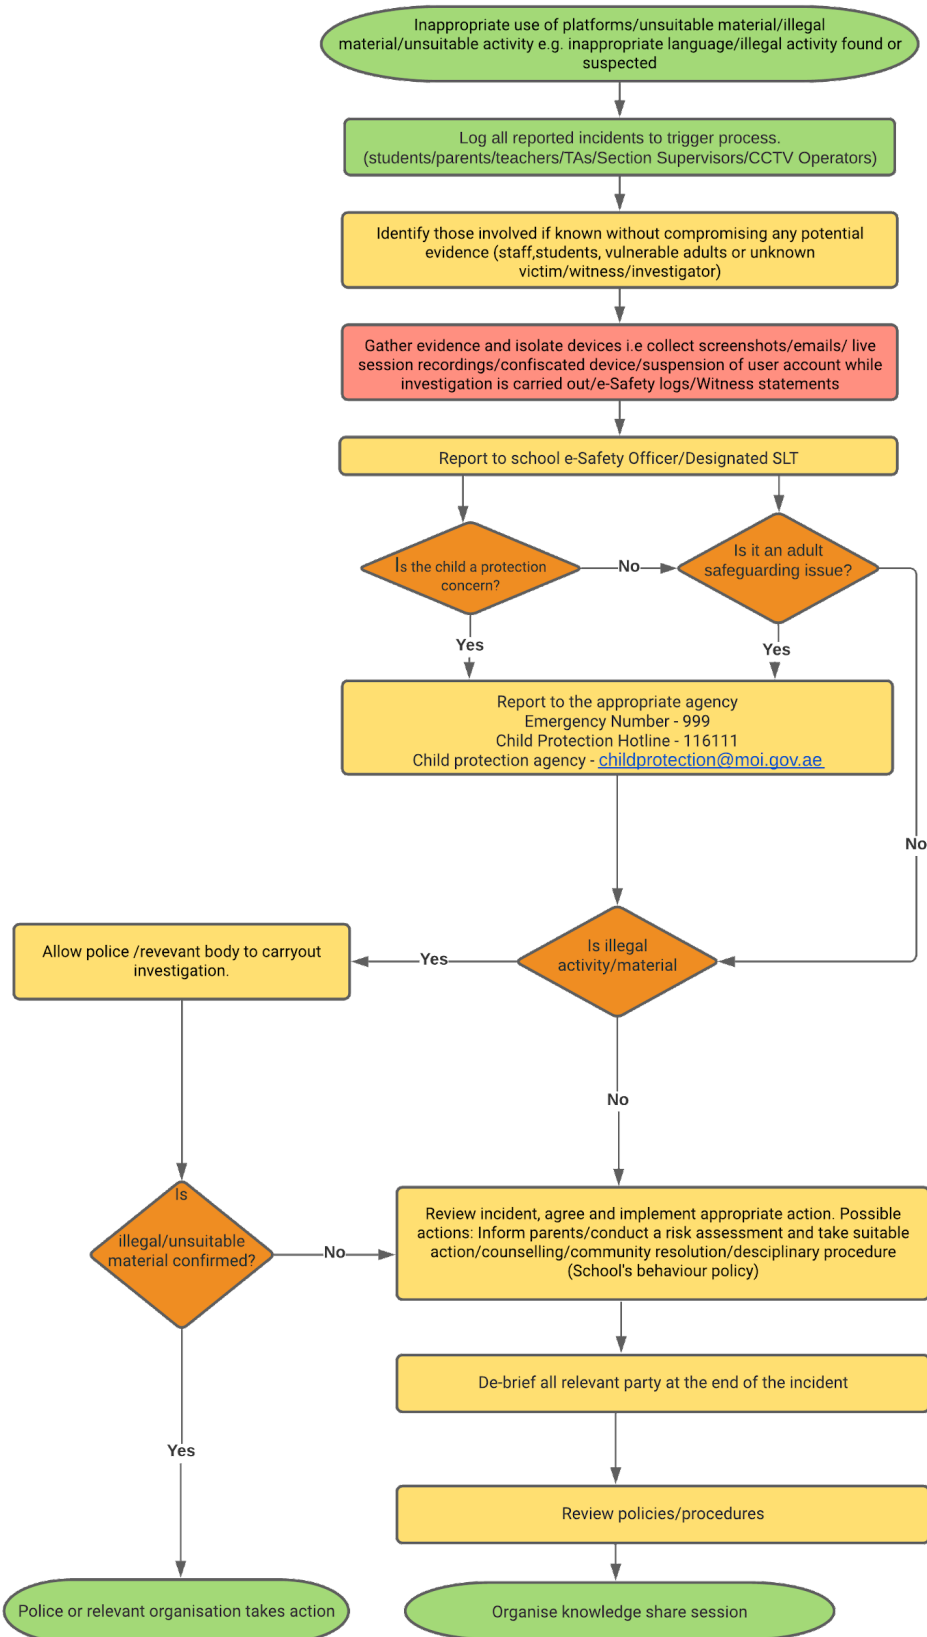 Inappropriate use of platforms/unsuitable material/illegal
material/unsuitable activity e.g. inappropriate language/illegal activity found or
suspected
Log all reported incidents to trigger process.
(students/parents/teachers/TAs/Section Supervisors/CCTV Operators)
Identify those involved if known without compromising any potential
evidence (staff,students, vulnerable adults or unknown
victim/witness/investigator)
Gather evidence and isolate devices i.e collect screenshots/emails/ live
session recordings/confiscated device/suspension of user account while
investigation is carried out/e-Safety logs/Witness statements
Report to school e-Safety Officer/Designated SLT
Is the child a protection
concern?
No
Is it an adult
safeguarding issue?
Yes
Yes
Report to the appropriate agency
Emergency Number - 999
Child Protection Hotline - 116111
Child protection agency - childprotection@moi.gov.ae
No
Is illegal
activity/material
Yes
Allow police /revevant body to carryout
investigation.
No
Is
illegal/unsuitable
material confirmed?
No
Review incident, agree and implement appropriate action. Possible
actions: Inform parents/conduct a risk assessment and take suitable
action/counselling/community resolution/desciplinary procedure
(School's behaviour policy)
De-brief all relevant party at the end of the incident
Yes
Review policies/procedures
Police or relevant organisation takes action
Organise knowledge share session